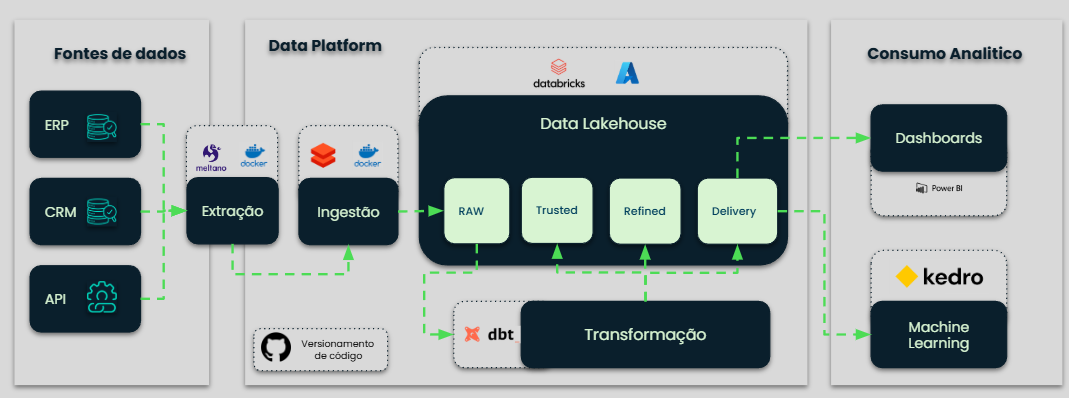 Fontes de dados
ERP
CRM
API
Data Platform
meltano
docker
Extração
docker
Ingestão
databricks
Data Lakehouse
RAW
Trusted
Refined
Delivery
dbt
Transformação
Versionamento
de código
Consumo Analitico
Dashboards
Power BI
kedro
Machine
Learning